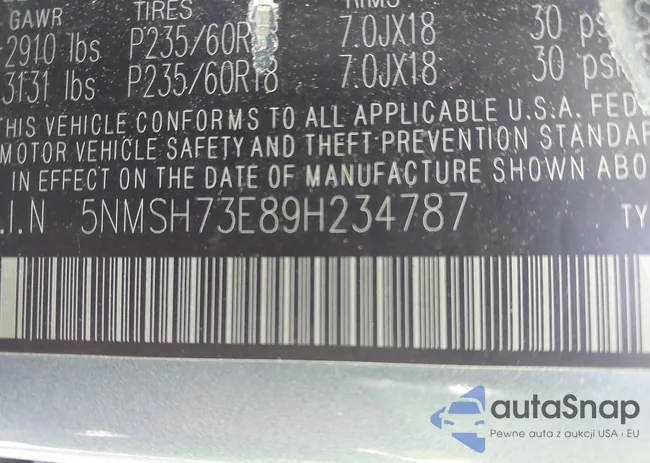 GAWR TIRES RIMS
2910 lbs P235/60R18 7.0JX18 30 psi
3131 lbs P235/60R18 7.0JX18 30 psi
THIS VEHICLE CONFORMS TO ALL APPLICABLE U.S.A. FED
MOTOR VEHICLE SAFETY AND THEFT-PREVENTION STANDAR
IN EFFECT ON THE DATE OF MANUFACTURE SHOWN ABO
.I.N 5NMSH73E89H234787 TY
autaSnap
Pewne auta z aukcji USA i EU